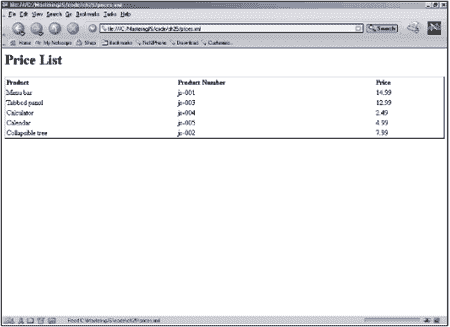 File Edit View Search Go Bookmarks Tasks Help
Search
Home My Netscape Shop Bookmarks Net2Phone Download Customize...
Price List
Product Product Number Price
Menu bar js-001 14.99
Tabbed panel js-003 12.99
Calculator js-004 2.49
Calendar js-005 4.99
Collapsible tree js-002 7.99